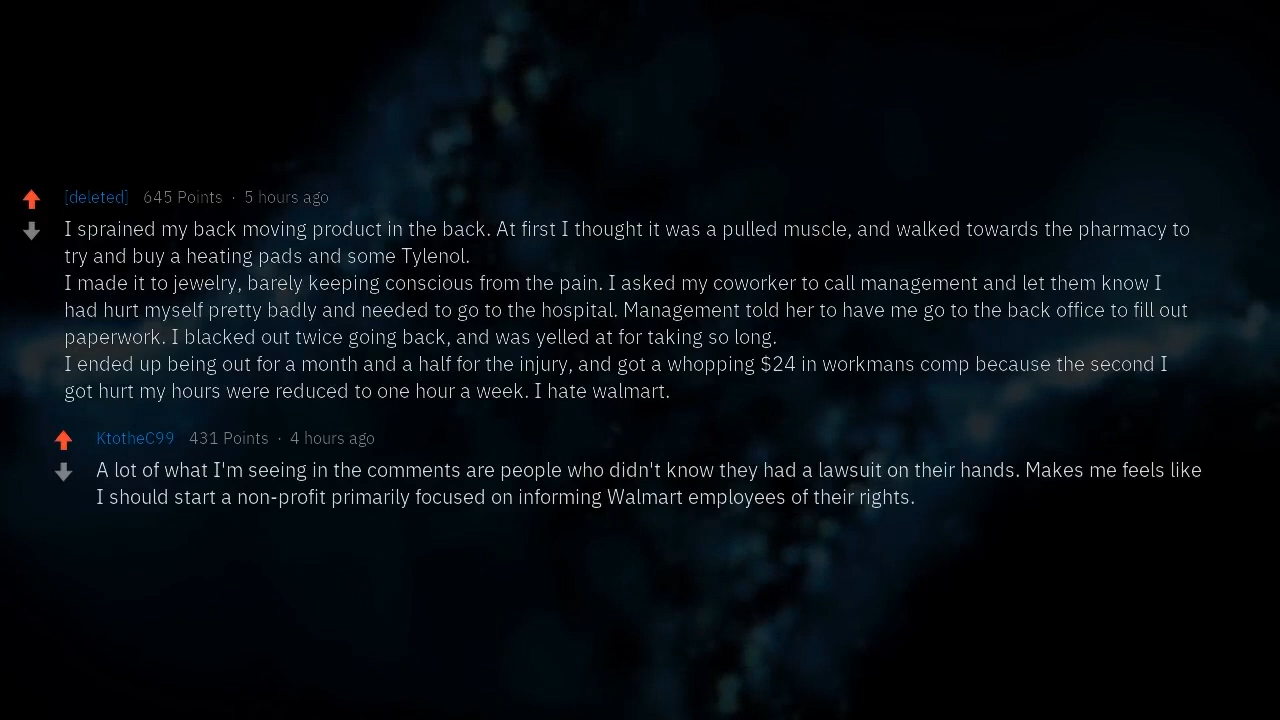 [deleted] 645 Points · 5 hours ago
I sprained my back moving product in the back. At first I thought it was a pulled muscle, and walked towards the pharmacy to
try and buy a heating pads and some Tylenol.
I made it to jewelry, barely keeping conscious from the pain. I asked my coworker to call management and let them know I
had hurt myself pretty badly and needed to go to the hospital. Management told her to have me go to the back office to fill out
paperwork. I blacked out twice going back, and was yelled at for taking so long.
I ended up being out for a month and a half for the injury, and got a whopping $24 in workmans comp because the second I
got hurt my hours were reduced to one hour a week. I hate walmart.
KtotheC99 431 Points · 4 hours ago
A lot of what I'm seeing in the comments are people who didn't know they had a lawsuit on their hands. Makes me feels like
I should start a non-profit primarily focused on informing Walmart employees of their rights.